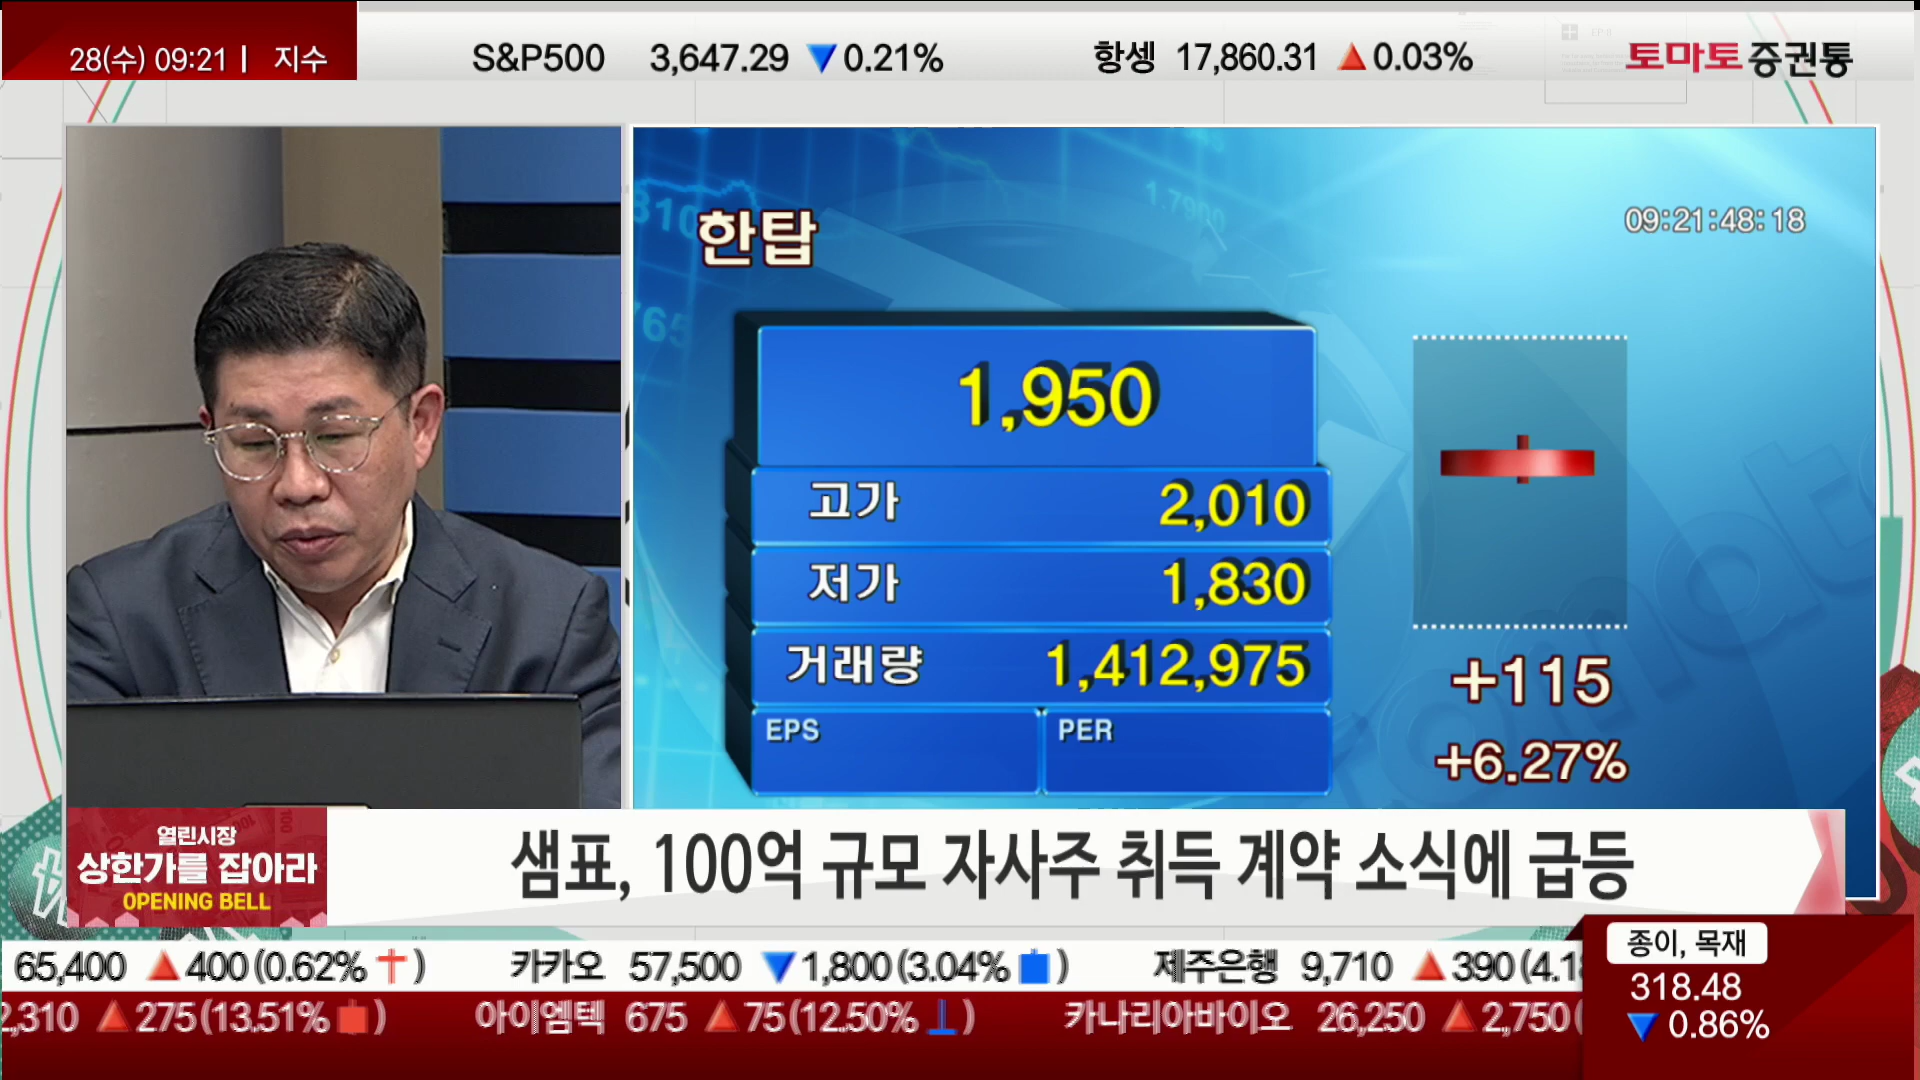 28(수) 09:21 | 지수
S&P500 3,647.29 ▼ 0.21%
항셍 17,860.31 ▲ 0.03%
토마토증권통
한탑
09:21:48:18
1,950
고가 2,010
저가 1,830
거래량 1,412,975
EPS
PER
+115
+6.27%
열린시장
상한가를 잡아라
OPENING BELL
샘표, 100억 규모 자사주 취득 계약 소식에 급등
65,400 ▲ 400(0.62%) 카카오 57,500 ▼ 1,800(3.04%) 제주은행 9,710 ▲ 390(4.18
2,310 ▲ 275(13.51%) 아이엠텍 675 ▲ 75(12.50%) 카나리아바이오 26,250 ▲ 2,750(
종이, 목재
318.48
▼ 0.86%